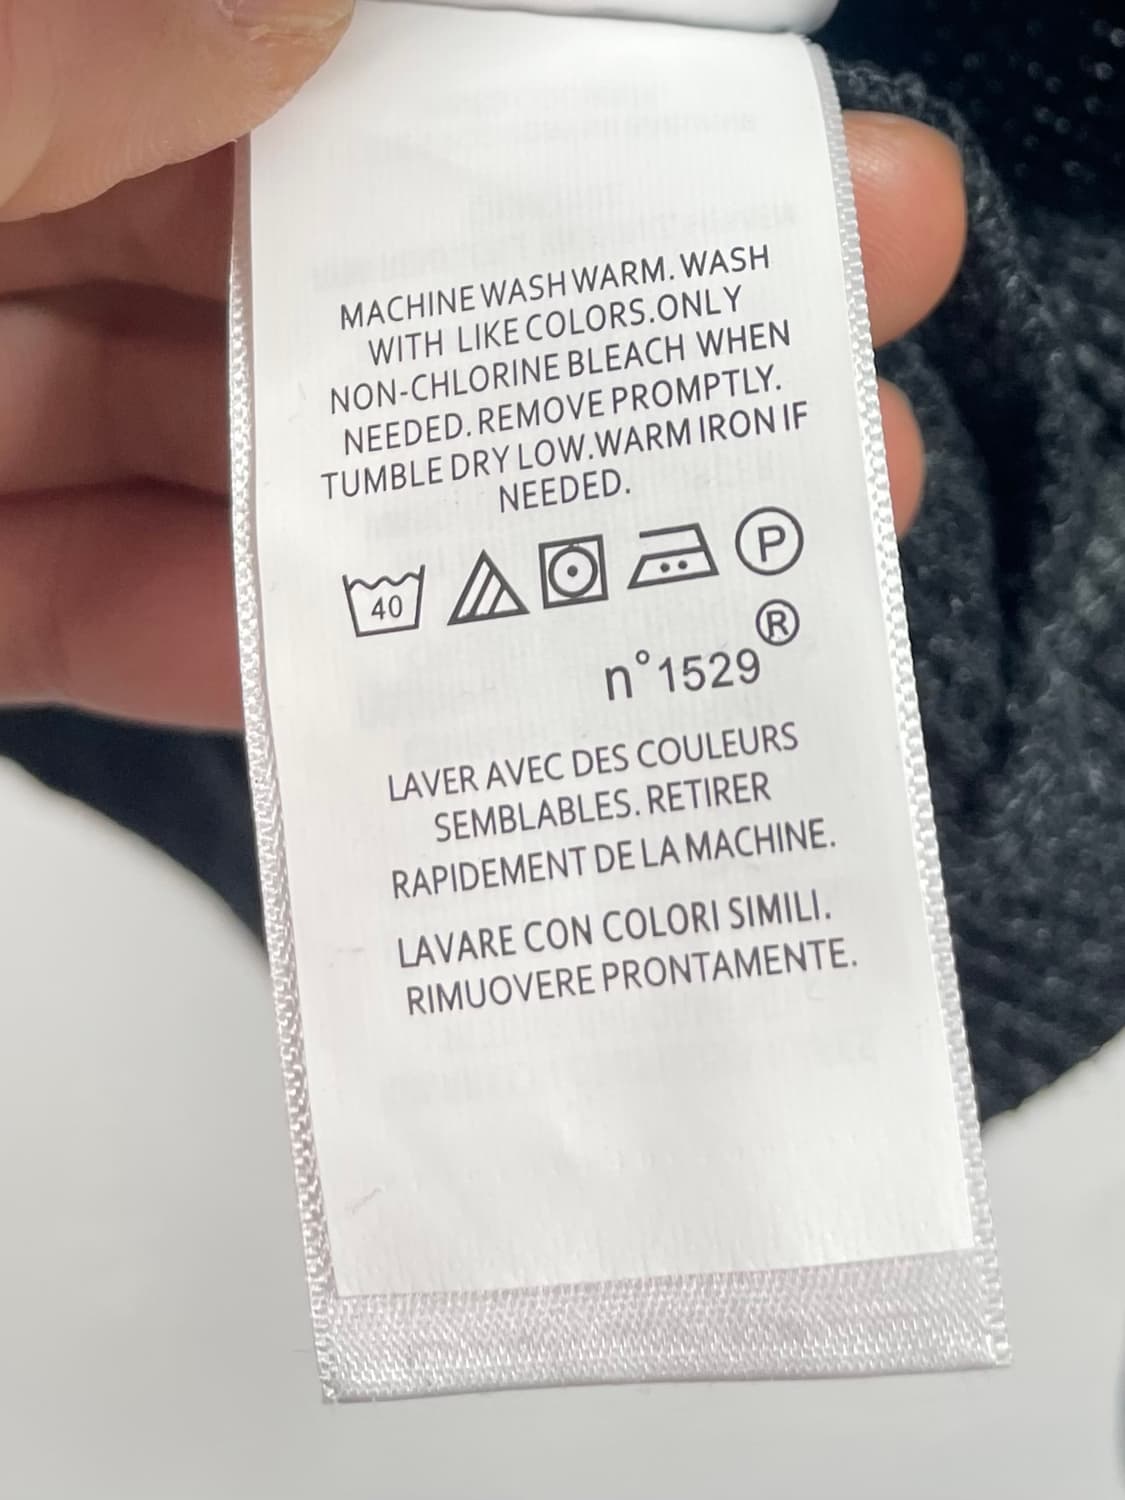 MACHINE WASH WARM. WASH
WITH LIKE COLORS.ONLY
NON-CHLORINE BLEACH WHEN
NEEDED. REMOVE PROMPTLY.
TUMBLE DRY LOW.WARM IRON IF
NEEDED.
40 P
®
n°1529
LAVER AVEC DES COULEURS
SEMBLABLES. RETIRER
RAPIDEMENT DE LA MACHINE.
LAVARE CON COLORI SIMILI.
RIMUOVERE PRONTAMENTE.